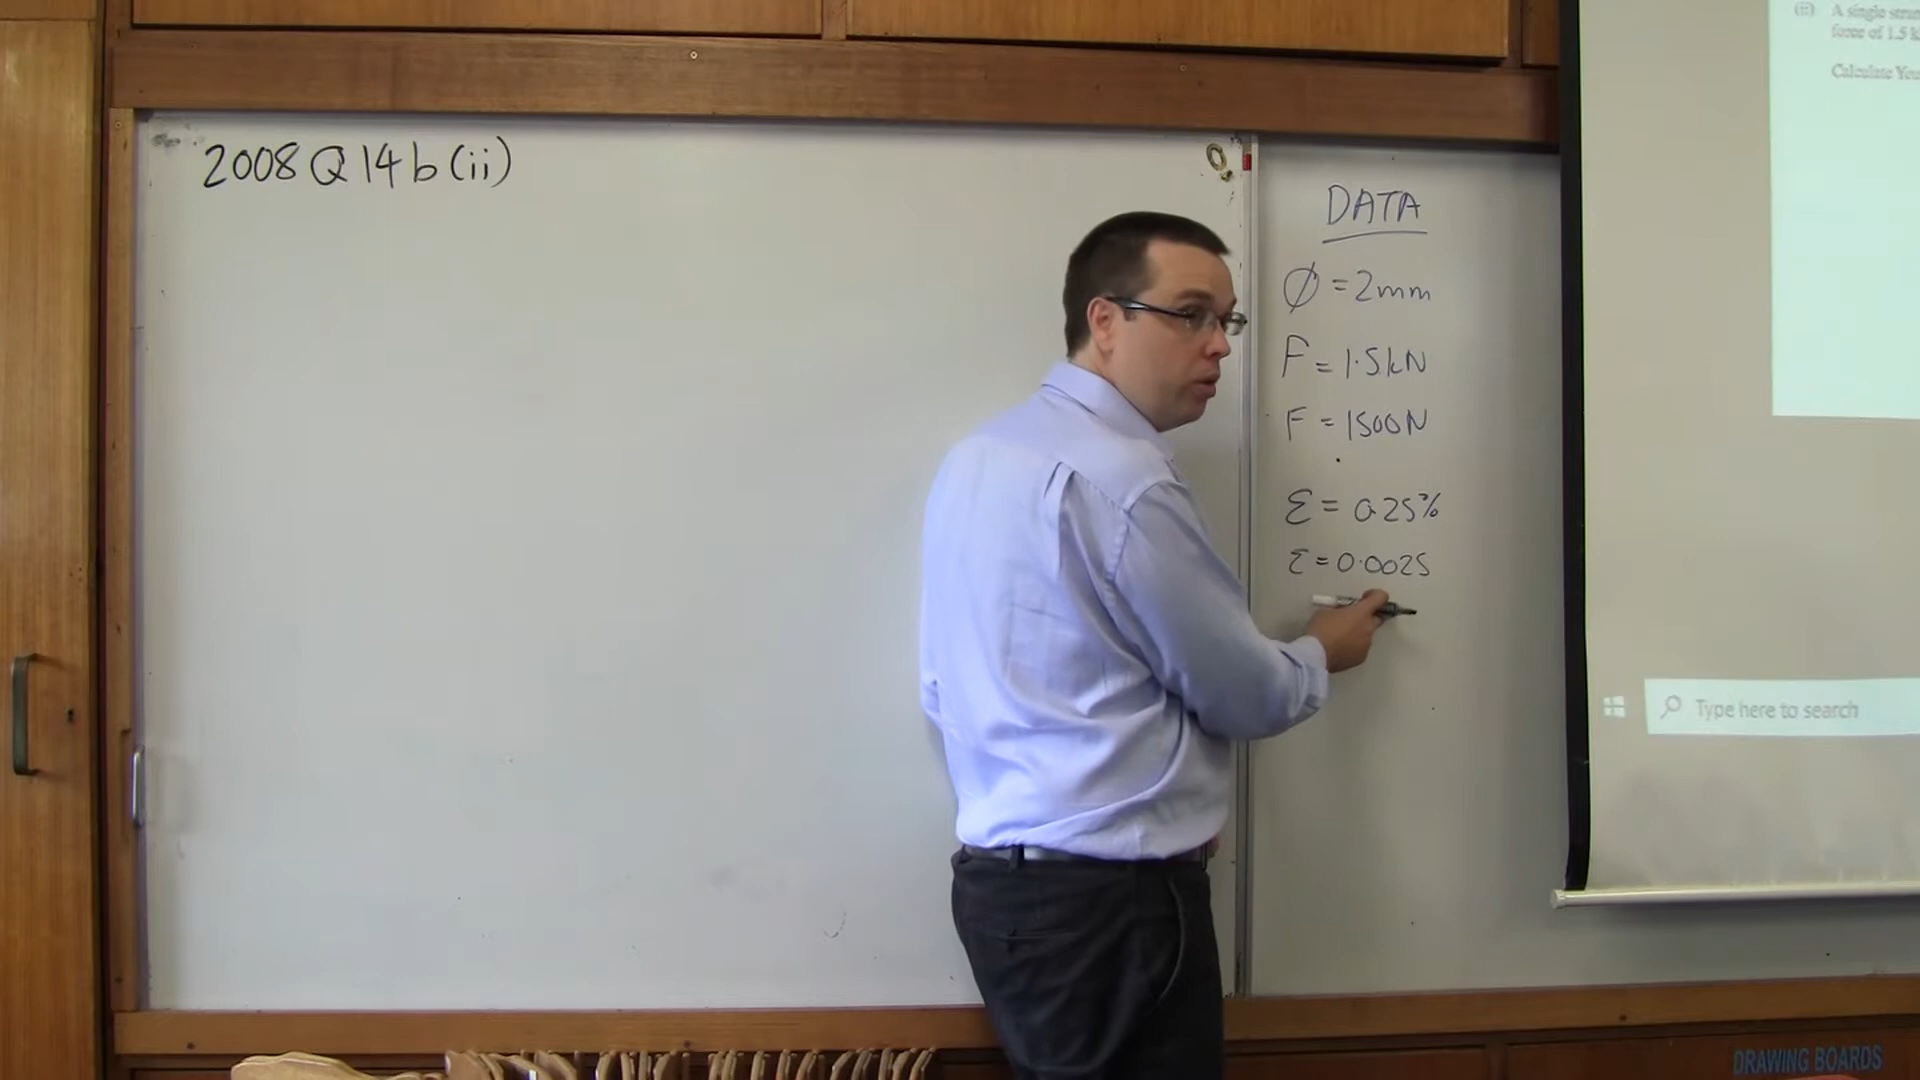 2008 Q 14 b (ii)
DATA
Ø = 2mm
F = 1.5kN
F = 1500N
Ɛ = 0.25%
Ɛ = 0.0025
(ii) A single
force of 1.5
Calculate
Type here to search
DRAWING BOARDS